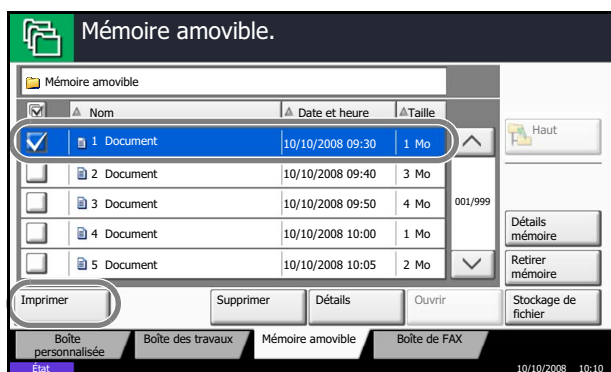 Mémoire amovible.
Mémoire amovible
Nom Date et heure Taille
1 Document 10/10/2008 09:30 1 Mo
Haut
2 Document 10/10/2008 09:40 3 Mo
3 Document 10/10/2008 09:50 4 Mo
001/999
4 Document 10/10/2008 10:00 1 Mo
Détails
mémoire
5 Document 10/10/2008 10:05 2 Mo
Retirer
mémoire
Imprimer Supprimer Détails Ouvrir Stockage de
fichier
Boîte
personnalisée
Boîte des travaux Mémoire amovible Boîte de FAX
État 10/10/2008 10:10